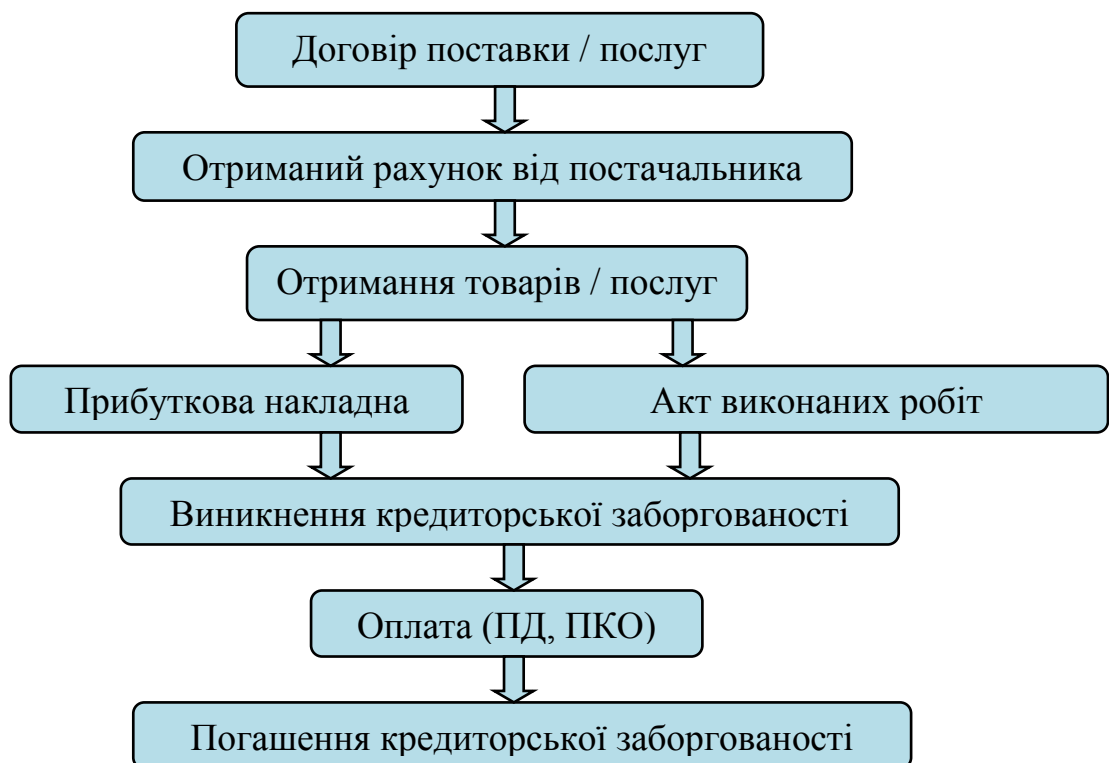 Договір поставки / послуг
Отриманий рахунок від постачальника
Отримання товарів / послуг
Прибуткова накладна
Акт виконаних робіт
Виникнення кредиторської заборгованості
Оплата (ПД, ПКО)
Погашення кредиторської заборгованості